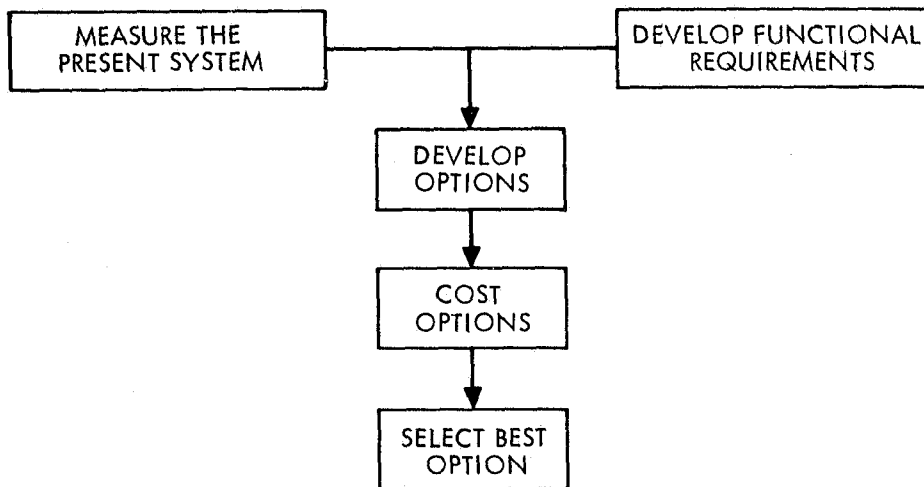 MEASURE THE
PRESENT SYSTEM
DEVELOP FUNCTIONAL
REQUIREMENTS
DEVELOP
OPTIONS
COST
OPTIONS
SELECT BEST
OPTION